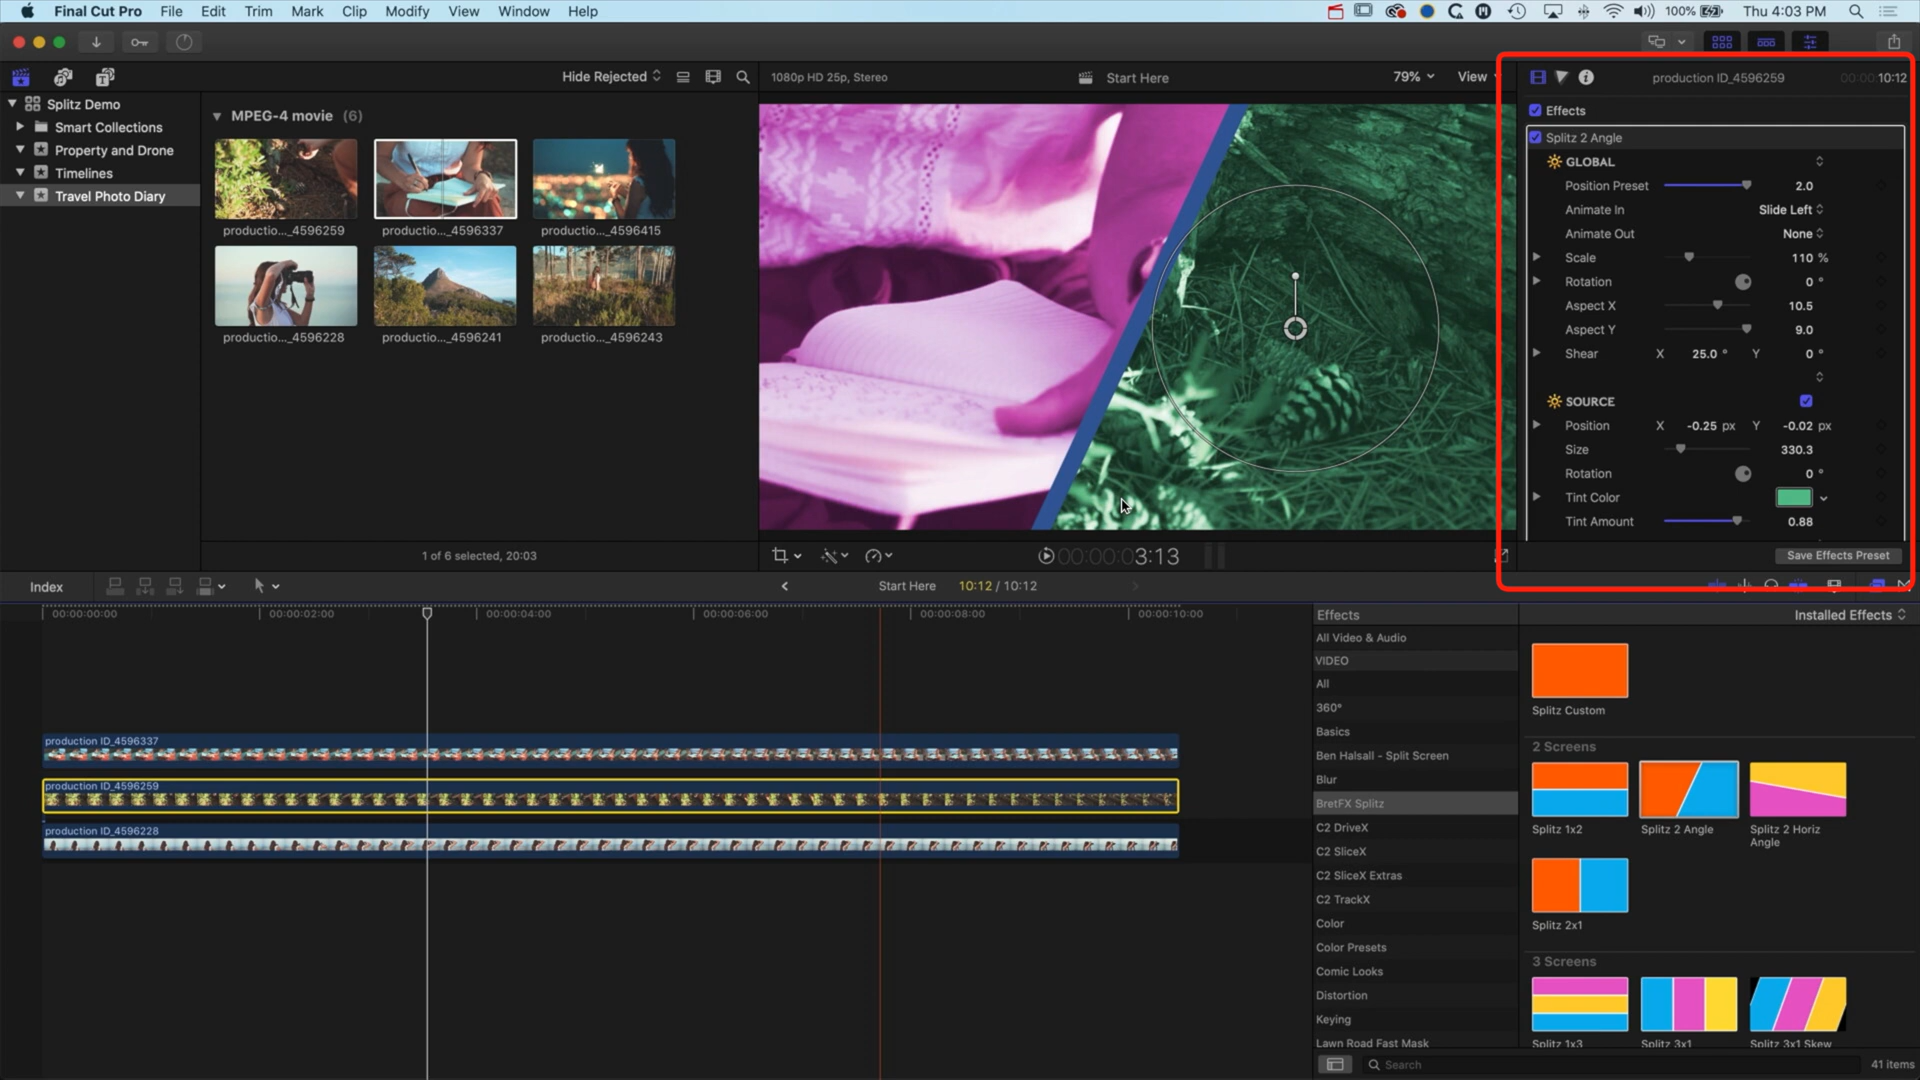 Final Cut Pro File Edit Trim Mark Clip Modify View Window Help 100% Thu 4:03 PM
Hide Rejected
1080p HD 25p, Stereo Start Here 79% View
production ID_4596259 00:00:10:12
Splitz Demo
Smart Collections
Property and Drone
Timelines
Travel Photo Diary
MPEG-4 movie (6)
productio..._4596259 productio..._4596337 productio..._4596415
productio..._4596228 productio..._4596241 productio..._4596243
1 of 6 selected, 20:03
00:00:03:13
Effects
Splitz 2 Angle
GLOBAL
Position Preset 2.0
Animate In Slide Left
Animate Out None
Scale 110 %
Rotation 0 °
Aspect X 10.5
Aspect Y 9.0
Shear X 25.0 ° Y 0 °
SOURCE
Position X -0.25 px Y -0.02 px
Size 330.3
Rotation 0 °
Tint Color
Tint Amount 0.88
Save Effects Preset
Index Start Here 10:12 / 10:12
00:00:00:00 00:00:02:00 00:00:04:00 00:00:06:00 00:00:08:00 00:00:10:00
production ID_4596337
production ID_4596259
production ID_4596228
Effects
All Video & Audio
VIDEO
All
360°
Basics
Ben Halsall - Split Screen
Blur
BretFX Splitz
C2 DriveX
C2 SliceX
C2 SliceX Extras
C2 TrackX
Color
Color Presets
Comic Looks
Distortion
Keying
Lawn Road Fast Mask
Installed Effects
Splitz Custom
2 Screens
Splitz 1x2 Splitz 2 Angle Splitz 2 Horiz Angle
Splitz 2x1
3 Screens
Splitz 1x3 Splitz 3x1 Splitz 3x1 Skew
Search 41 items